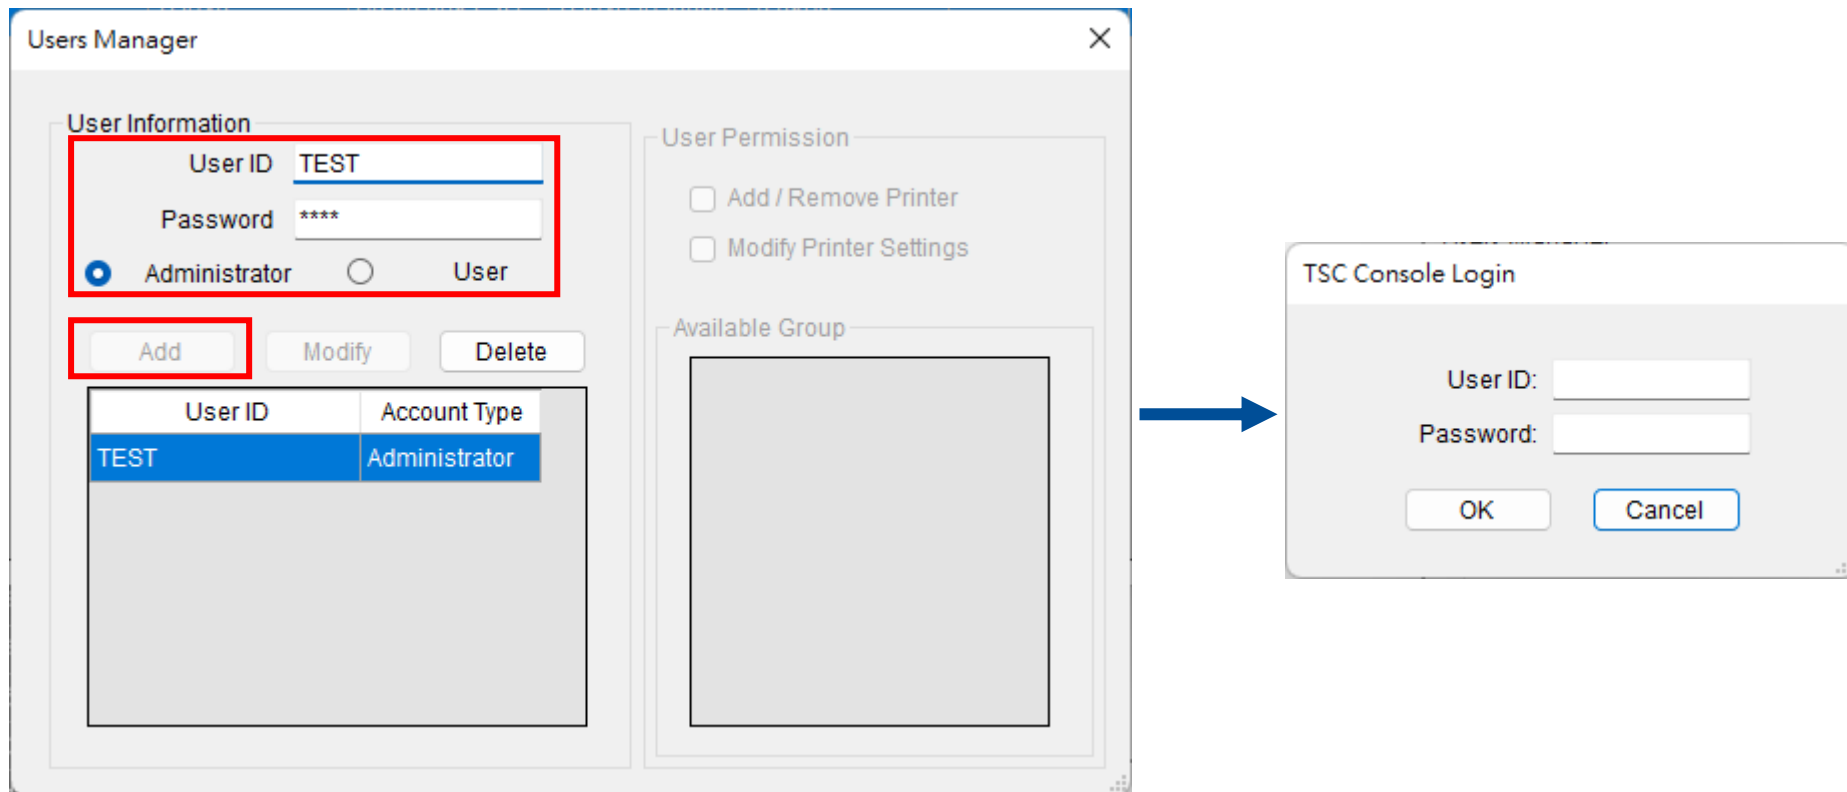 Users Manager
User Information
User ID TEST
Password ****
Administrator User
Add Modify Delete
User ID Account Type
TEST Administrator
User Permission
Add / Remove Printer
Modify Printer Settings
Available Group
TSC Console Login
User ID:
Password:
OK Cancel